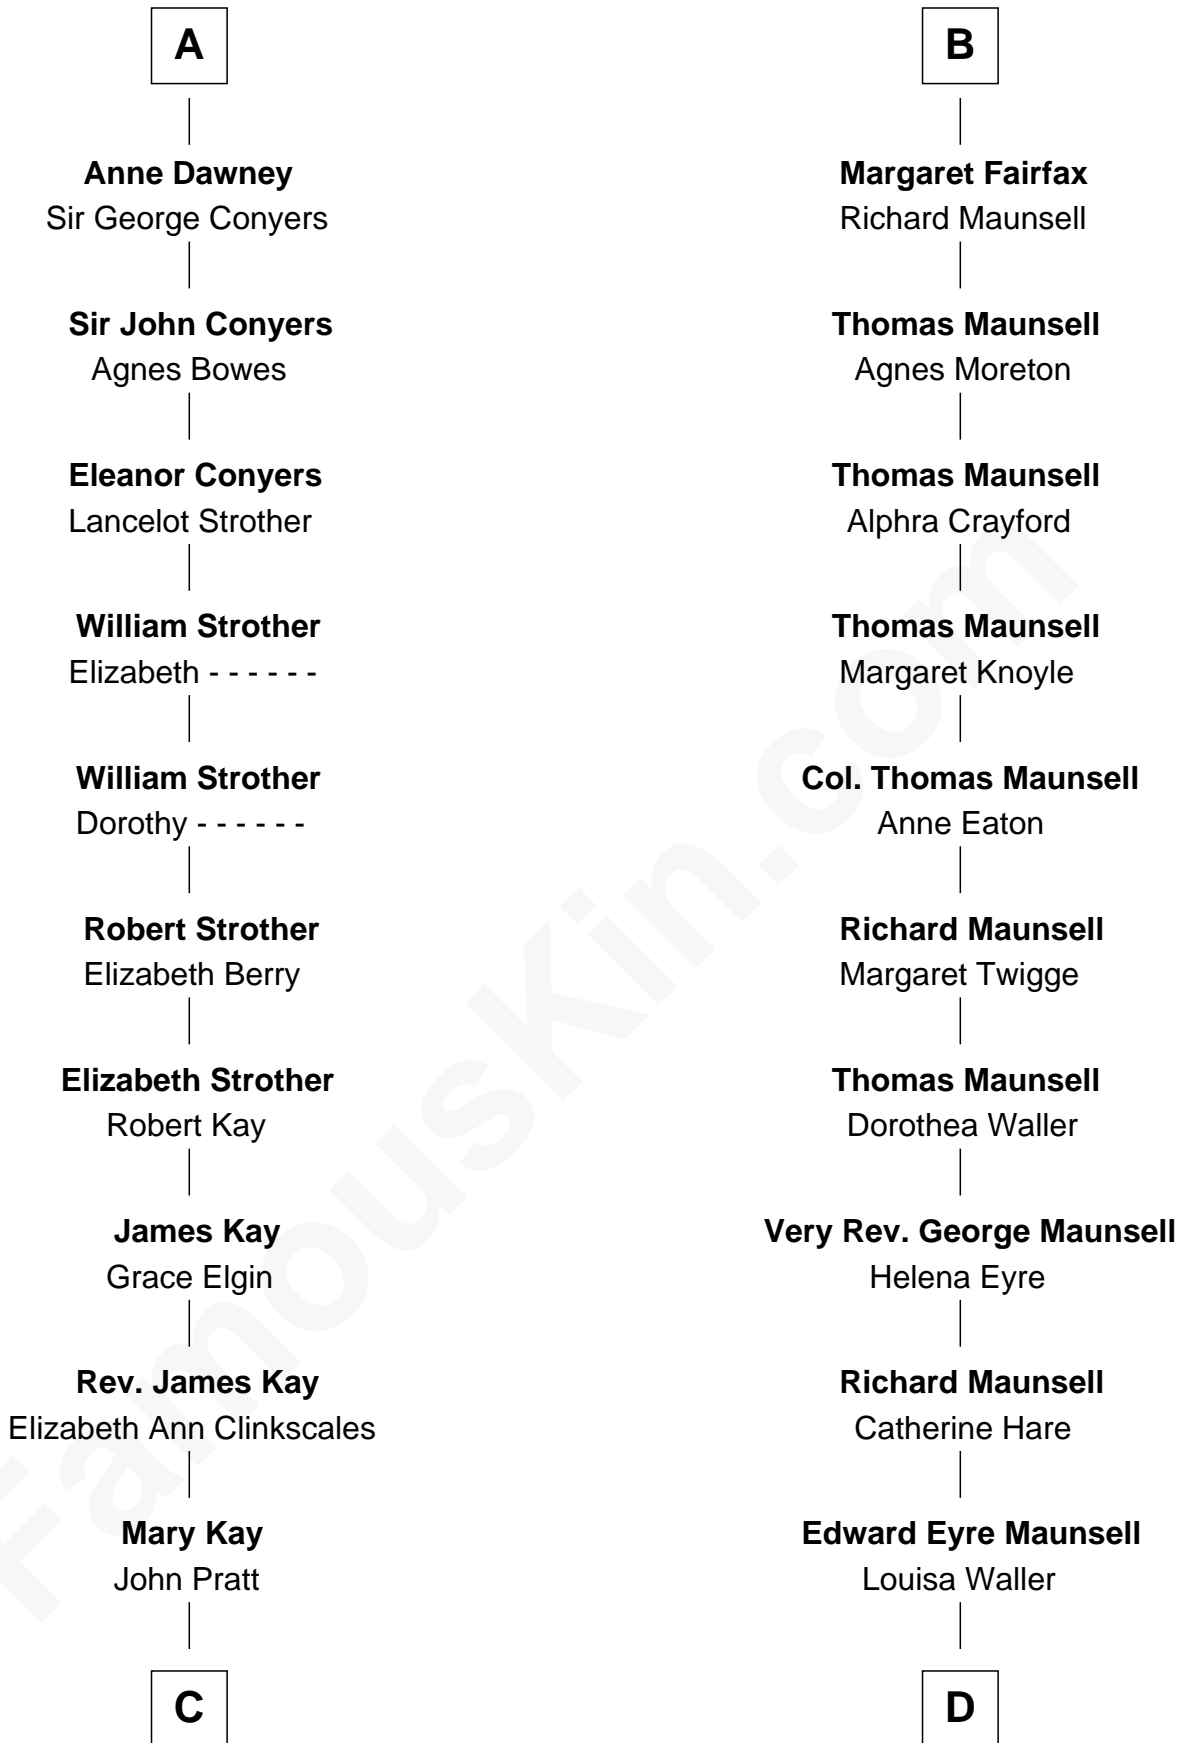 A
Anne Dawney
Sir George Conyers
Sir John Conyers
Agnes Bowes
Eleanor Conyers
Lancelot Strother
William Strother
Elizabeth - - - - - -
William Strother
Dorothy - - - - - -
Robert Strother
Elizabeth Berry
Elizabeth Strother
Robert Kay
James Kay
Grace Elgin
Rev. James Kay
Elizabeth Ann Clinkscales
Mary Kay
John Pratt
C
B
Margaret Fairfax
Richard Maunsell
Thomas Maunsell
Agnes Moreton
Thomas Maunsell
Alphra Crayford
Thomas Maunsell
Margaret Knoyle
Col. Thomas Maunsell
Anne Eaton
Richard Maunsell
Margaret Twigge
Thomas Maunsell
Dorothea Waller
Very Rev. George Maunsell
Helena Eyre
Richard Maunsell
Catherine Hare
Edward Eyre Maunsell
Louisa Waller
D
FamousKin.com